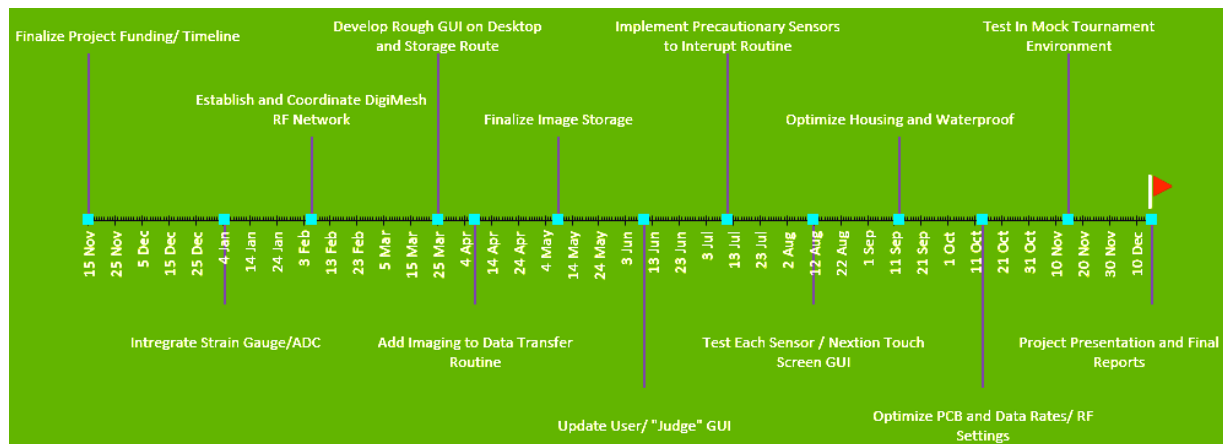 Finalize Project Funding/ Timeline
Develop Rough GUI on Desktop
and Storage Route
Implement Precautionary Sensors
to Interupt Routine
Test In Mock Tournament
Environment
Establish and Coordinate DigiMesh
RF Network
Finalize Image Storage
Optimize Housing and Waterproof
15 Nov
25 Nov
5 Dec
15 Dec
25 Dec
4 Jan
14 Jan
24 Jan
3 Feb
13 Feb
23 Feb
5 Mar
15 Mar
25 Mar
4 Apr
14 Apr
24 Apr
4 May
14 May
24 May
3 Jun
13 Jun
23 Jun
3 Jul
13 Jul
23 Jul
2 Aug
12 Aug
22 Aug
1 Sep
11 Sep
21 Sep
1 Oct
11 Oct
21 Oct
31 Oct
10 Nov
20 Nov
30 Nov
10 Dec
Intregrate Strain Gauge/ADC
Add Imaging to Data Transfer
Routine
Test Each Sensor / Nextion Touch
Screen GUI
Project Presentation and Final
Reports
Update User/ "Judge" GUI
Optimize PCB and Data Rates/ RF
Settings